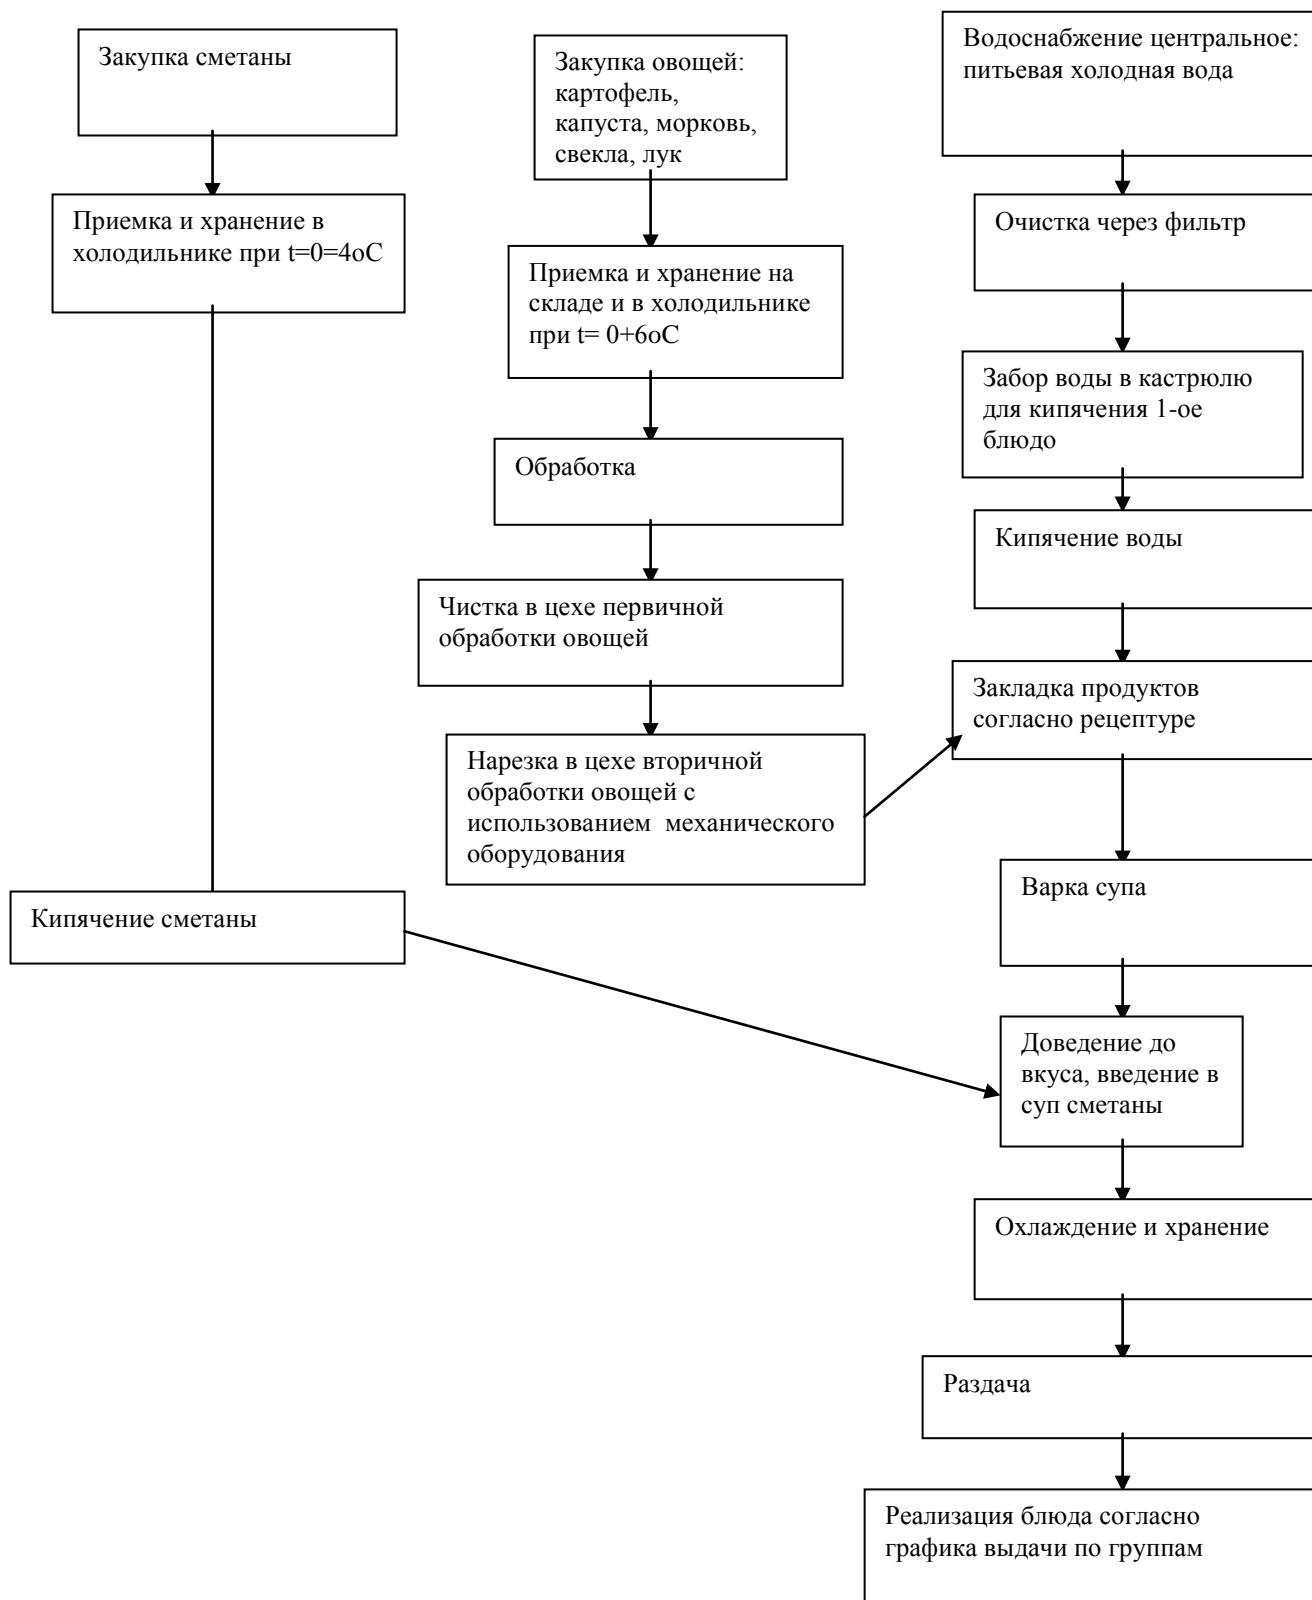 Закупка сметаны
Приемка и хранение в
холодильнике при t=0=4oC
Кипячение сметаны
Закупка овощей:
картофель,
капуста, морковь,
свекла, лук
Приемка и хранение на
складе и в холодильнике
при t= 0+6oC
Обработка
Чистка в цехе первичной
обработки овощей
Нарезка в цехе вторичной
обработки овощей с
использованием механического
оборудования
Водоснабжение центральное:
питьевая холодная вода
Очистка через фильтр
Забор воды в кастрюлю
для кипячения 1-ое
блюдо
Кипячение воды
Закладка продуктов
согласно рецептуре
Варка супа
Доведение до
вкуса, введение в
суп сметаны
Охлаждение и хранение
Раздача
Реализация блюда согласно
графика выдачи по группам